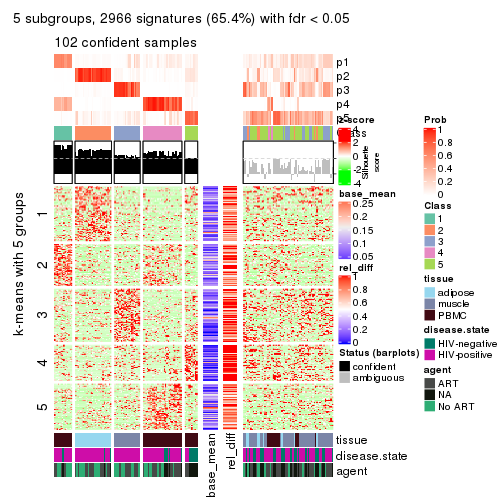 5 subgroups, 2966 signatures (65.4%) with fdr < 0.05
102 confident samples
p1
p2
p3
p4
p5
Class
z-score
4
2
0
-2
-4
Silhouette
score
base_mean
0.25
0.2
0.15
0.1
0.05
rel_diff
1
0.8
0.6
0.4
0.2
0
Status (barplots)
confident
ambiguous
Prob
1
0.8
0.6
0.4
0.2
0
Class
1
2
3
4
5
tissue
adipose
muscle
PBMC
disease.state
HIV-negative
HIV-positive
agent
ART
NA
No ART
k-means with 5 groups
1
2
3
4
5
base_mean
rel_diff
tissue
disease.state
agent